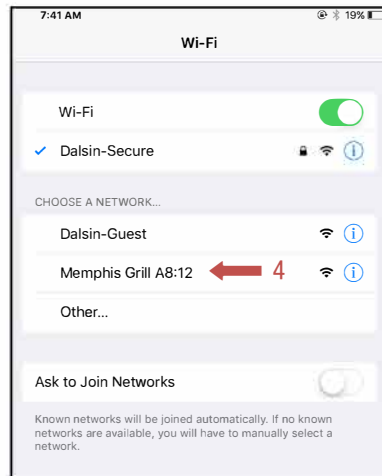 7:41 AM 19%
Wi-Fi
Wi-Fi
Dalsin-Secure
CHOOSE A NETWORK...
Dalsin-Guest
Memphis Grill A8:12 4
Other...
Ask to Join Networks
Known networks will be joined automatically. If no known
networks are available, you will have to manually select a
network.